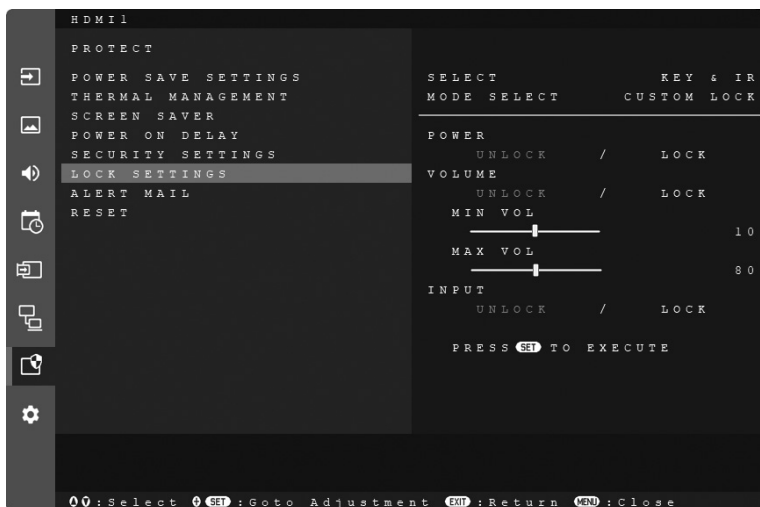 HDMI1
PROTECT
POWER SAVE SETTINGS
THERMAL MANAGEMENT
SCREEN SAVER
POWER ON DELAY
SECURITY SETTINGS
LOCK SETTINGS
ALERT MAIL
RESET
SELECT KEY & IR
MODE SELECT CUSTOM LOCK
POWER
UNLOCK / LOCK
VOLUME
UNLOCK / LOCK
MIN VOL
10
MAX VOL
80
INPUT
UNLOCK / LOCK
PRESS SET TO EXECUTE
:Select SET :Goto Adjustment EXIT :Return MENU :Close